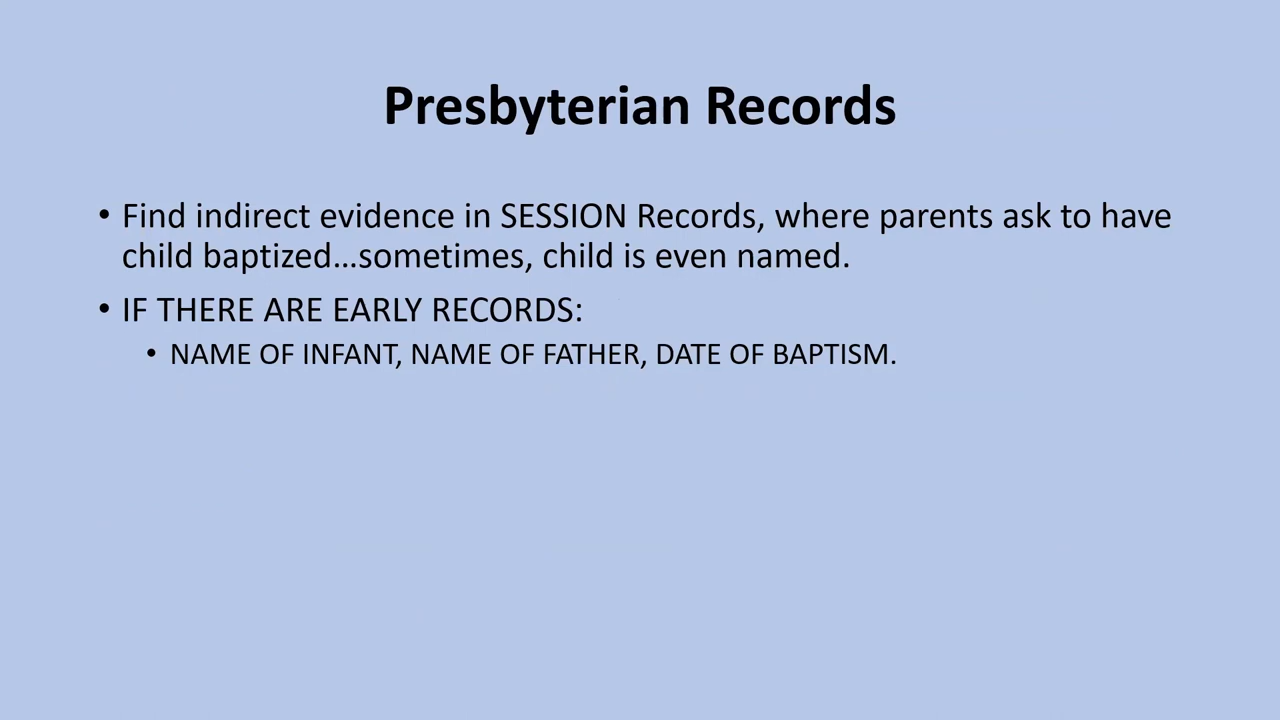 Presbyterian Records
• Find indirect evidence in SESSION Records, where parents ask to have
child baptized...sometimes, child is even named.
• IF THERE ARE EARLY RECORDS:
• NAME OF INFANT, NAME OF FATHER, DATE OF BAPTISM.